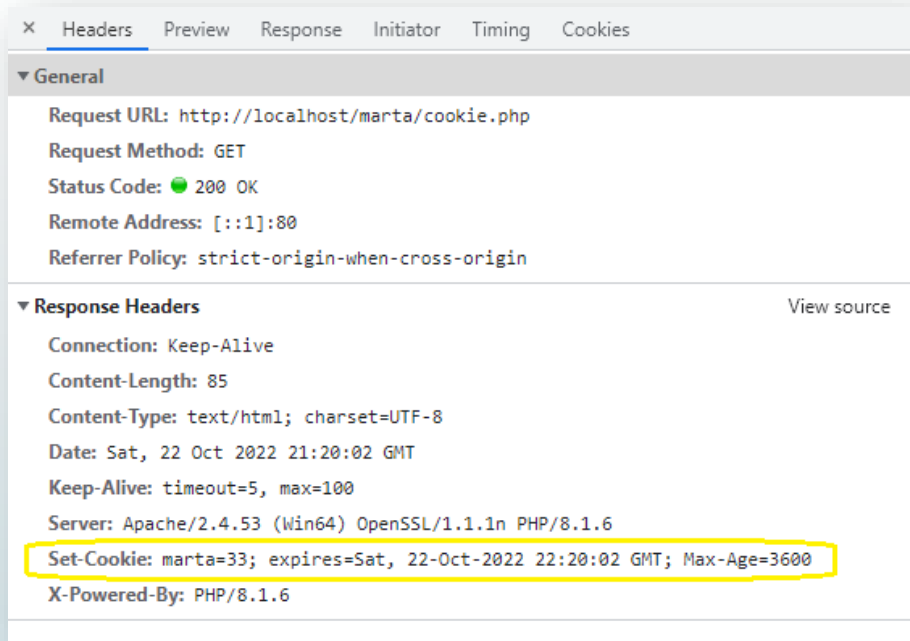 × Headers Preview Response Initiator Timing Cookies
▼ General
Request URL: http://localhost/marta/cookie.php
Request Method: GET
Status Code: 200 OK
Remote Address: [::1]:80
Referrer Policy: strict-origin-when-cross-origin
▼ Response Headers View source
Connection: Keep-Alive
Content-Length: 85
Content-Type: text/html; charset=UTF-8
Date: Sat, 22 Oct 2022 21:20:02 GMT
Keep-Alive: timeout=5, max=100
Server: Apache/2.4.53 (Win64) OpenSSL/1.1.1n PHP/8.1.6
Set-Cookie: marta=33; expires=Sat, 22-Oct-2022 22:20:02 GMT; Max-Age=3600
X-Powered-By: PHP/8.1.6